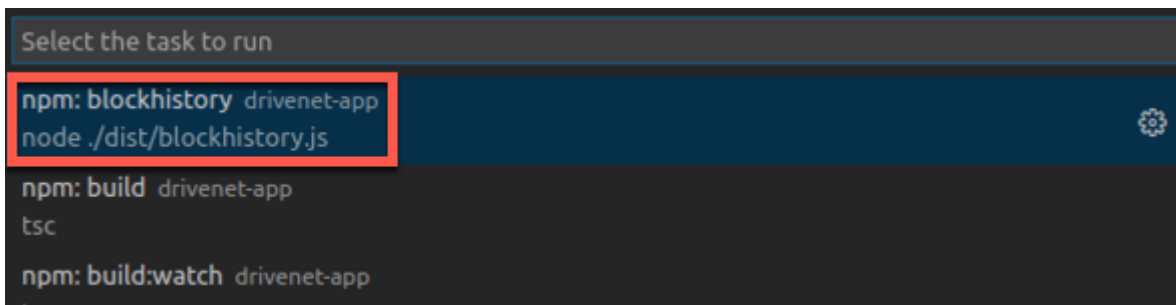 Select the task to run
npm: blockhistory drivenet-app
node ./dist/blockhistory.js
npm: build drivenet-app
tsc
npm: build:watch drivenet-app